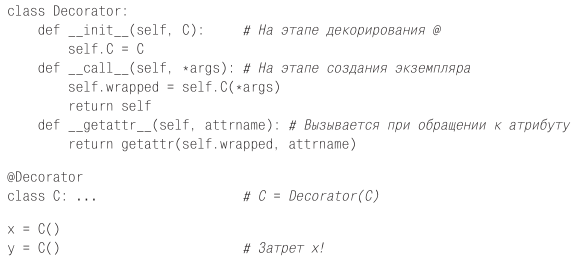 class Decorator:
    def __init__(self, C):     # На этапе декорирования @
        self.C = C
    def __call__(self, *args): # На этапе создания экземпляра
        self.wrapped = self.C(*args)
        return self
    def __getattr__(self, attrname): # Вызывается при обращении к атрибуту
        return getattr(self.wrapped, attrname)
@Decorator
class C: ...                   # C = Decorator(C)
x = C()
y = C()                        # Затрет x!